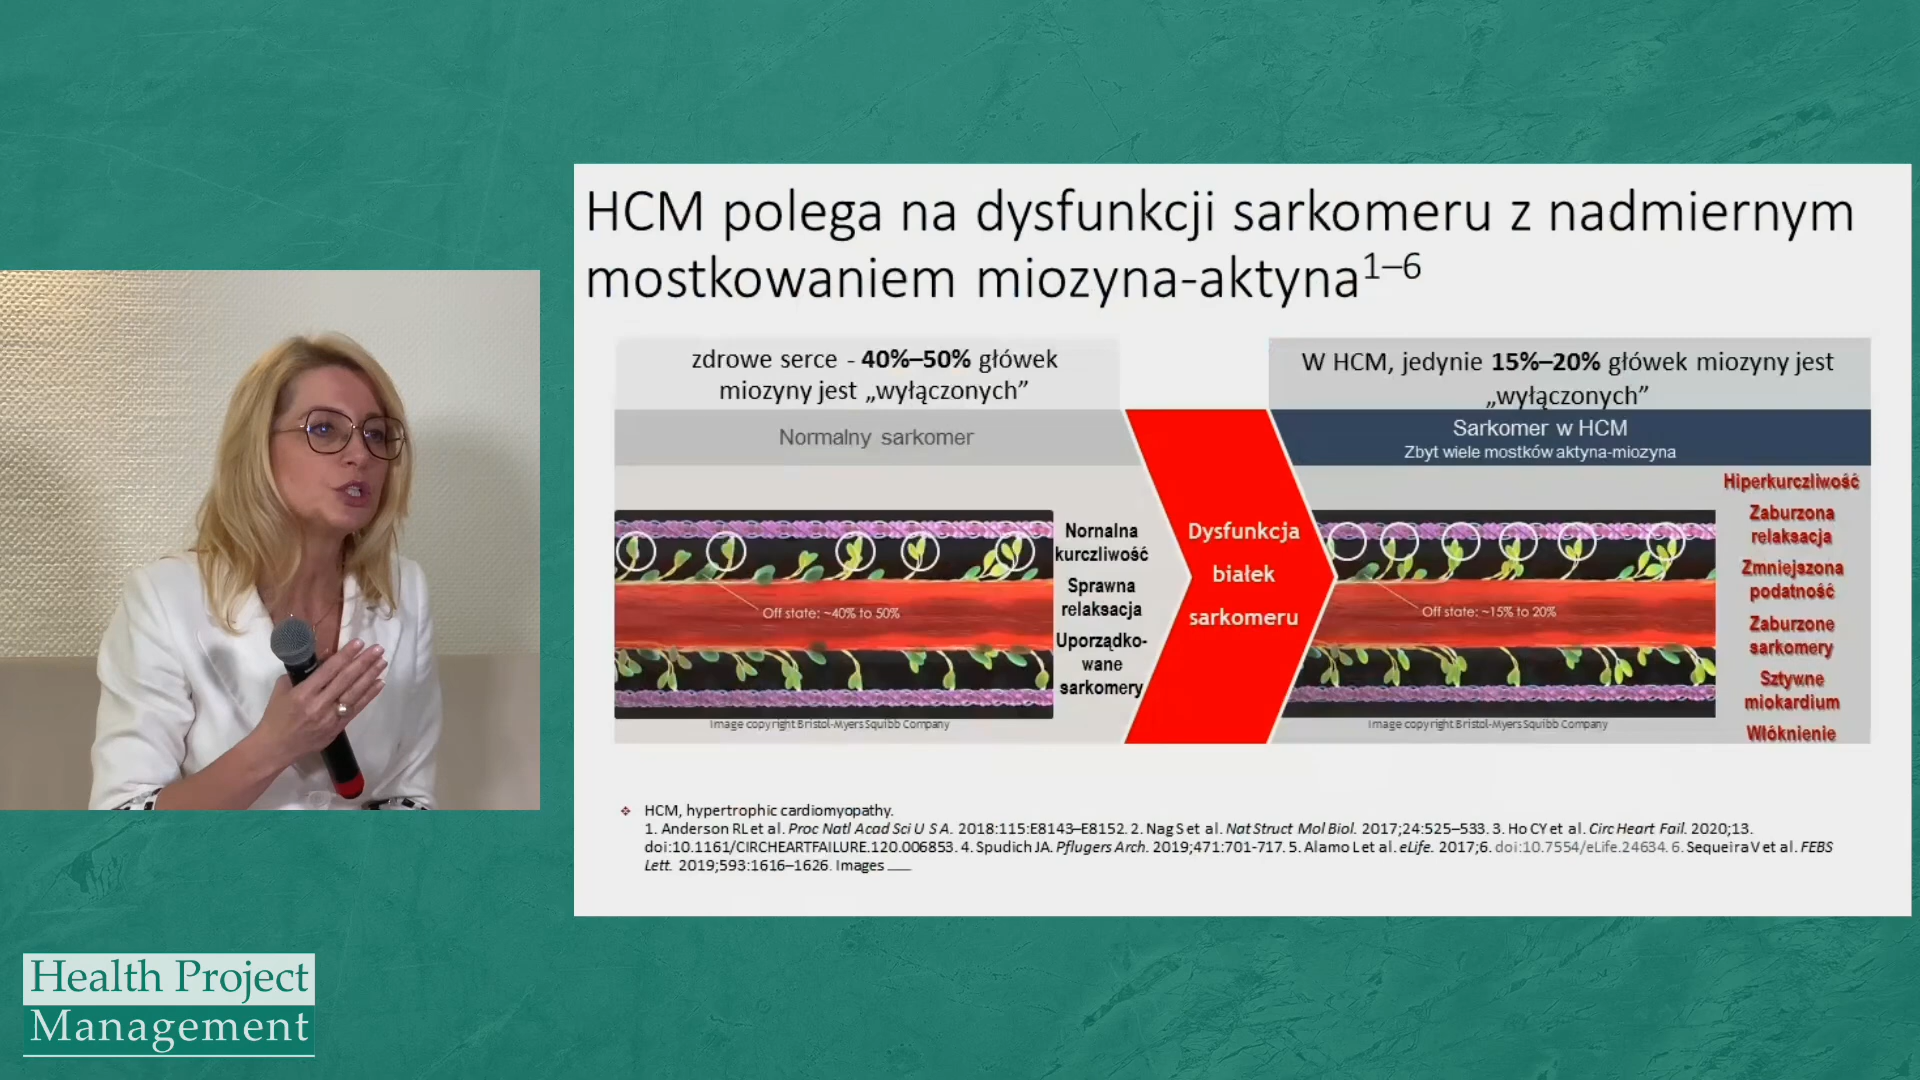 HCM polega na dysfunkcji sarkomeru z nadmiernym
mostkowaniem miozyna-aktyna1–6
zdrowe serce - 40%–50% główek
miozyny jest „wyłączonych”
Normalny sarkomer
Off state: ~40% to 50%
Nornalna
kurczliwość
Sprawna
relaksacja
Uporządko-
wane
sarkomery
Image copyright Bristol-Myers Squibb Company
Dysfunkcja
białek
sarkomeru
W HCM, jedynie 15%–20% główek miozyny jest
„wyłączonych”
Sarkomer w HCM
Zbyt wiele mostków aktyna-miozyna
Off state: ~15% to 20%
Hiperkurczliwość
Zaburzona
relaksacja
Zmniejszona
podatność
Zaburzone
sarkomery
Sztywne
miokardium
Włóknienie
Image copyright Bristol-Myers Squibb Company
HCM, hypertrophic cardiomyopathy.
1. Anderson RL et al. Proc Natl Acad Sci U S A. 2018:115:E8143–E8152. 2. Nag S et al. Nat Struct Mol Biol. 2017;24:525–533. 3. Ho CY et al. Circ Heart Fail. 2020;13.
doi:10.1161/CIRCHEARTFAILURE.120.006853. 4. Spudich JA. Pflugers Arch. 2019;471:701-717. 5. Alamo L et al. eLife. 2017;6. doi:10.7554/eLife.24634. 6. Sequeira V et al. FEBS
Lett. 2019;593:1616–1626. Images
Health Project
Management